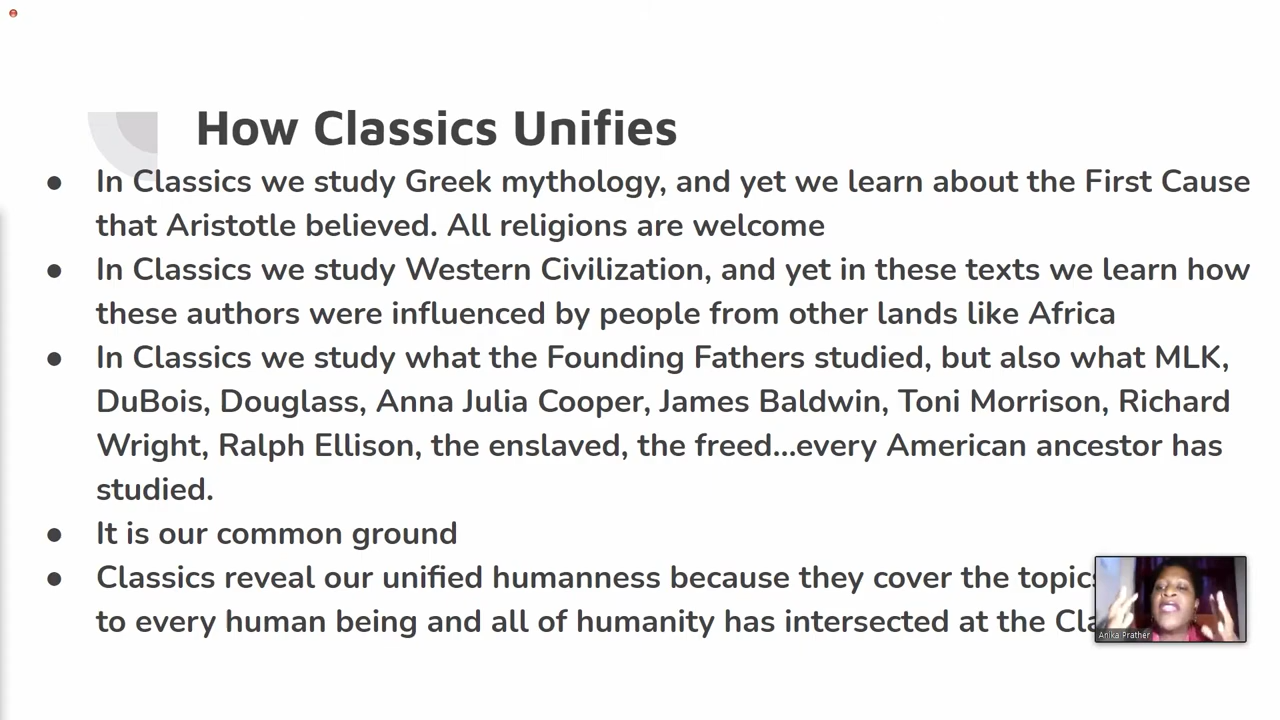 How Classics Unifies
● In Classics we study Greek mythology, and yet we learn about the First Cause
that Aristotle believed. All religions are welcome
● In Classics we study Western Civilization, and yet in these texts we learn how
these authors were influenced by people from other lands like Africa
● In Classics we study what the Founding Fathers studied, but also what MLK,
DuBois, Douglass, Anna Julia Cooper, James Baldwin, Toni Morrison, Richard
Wright, Ralph Ellison, the enslaved, the freed...every American ancestor has
studied.
● It is our common ground
● Classics reveal our unified humanness because they cover the topics
to every human being and all of humanity has intersected at the
Anika Prather